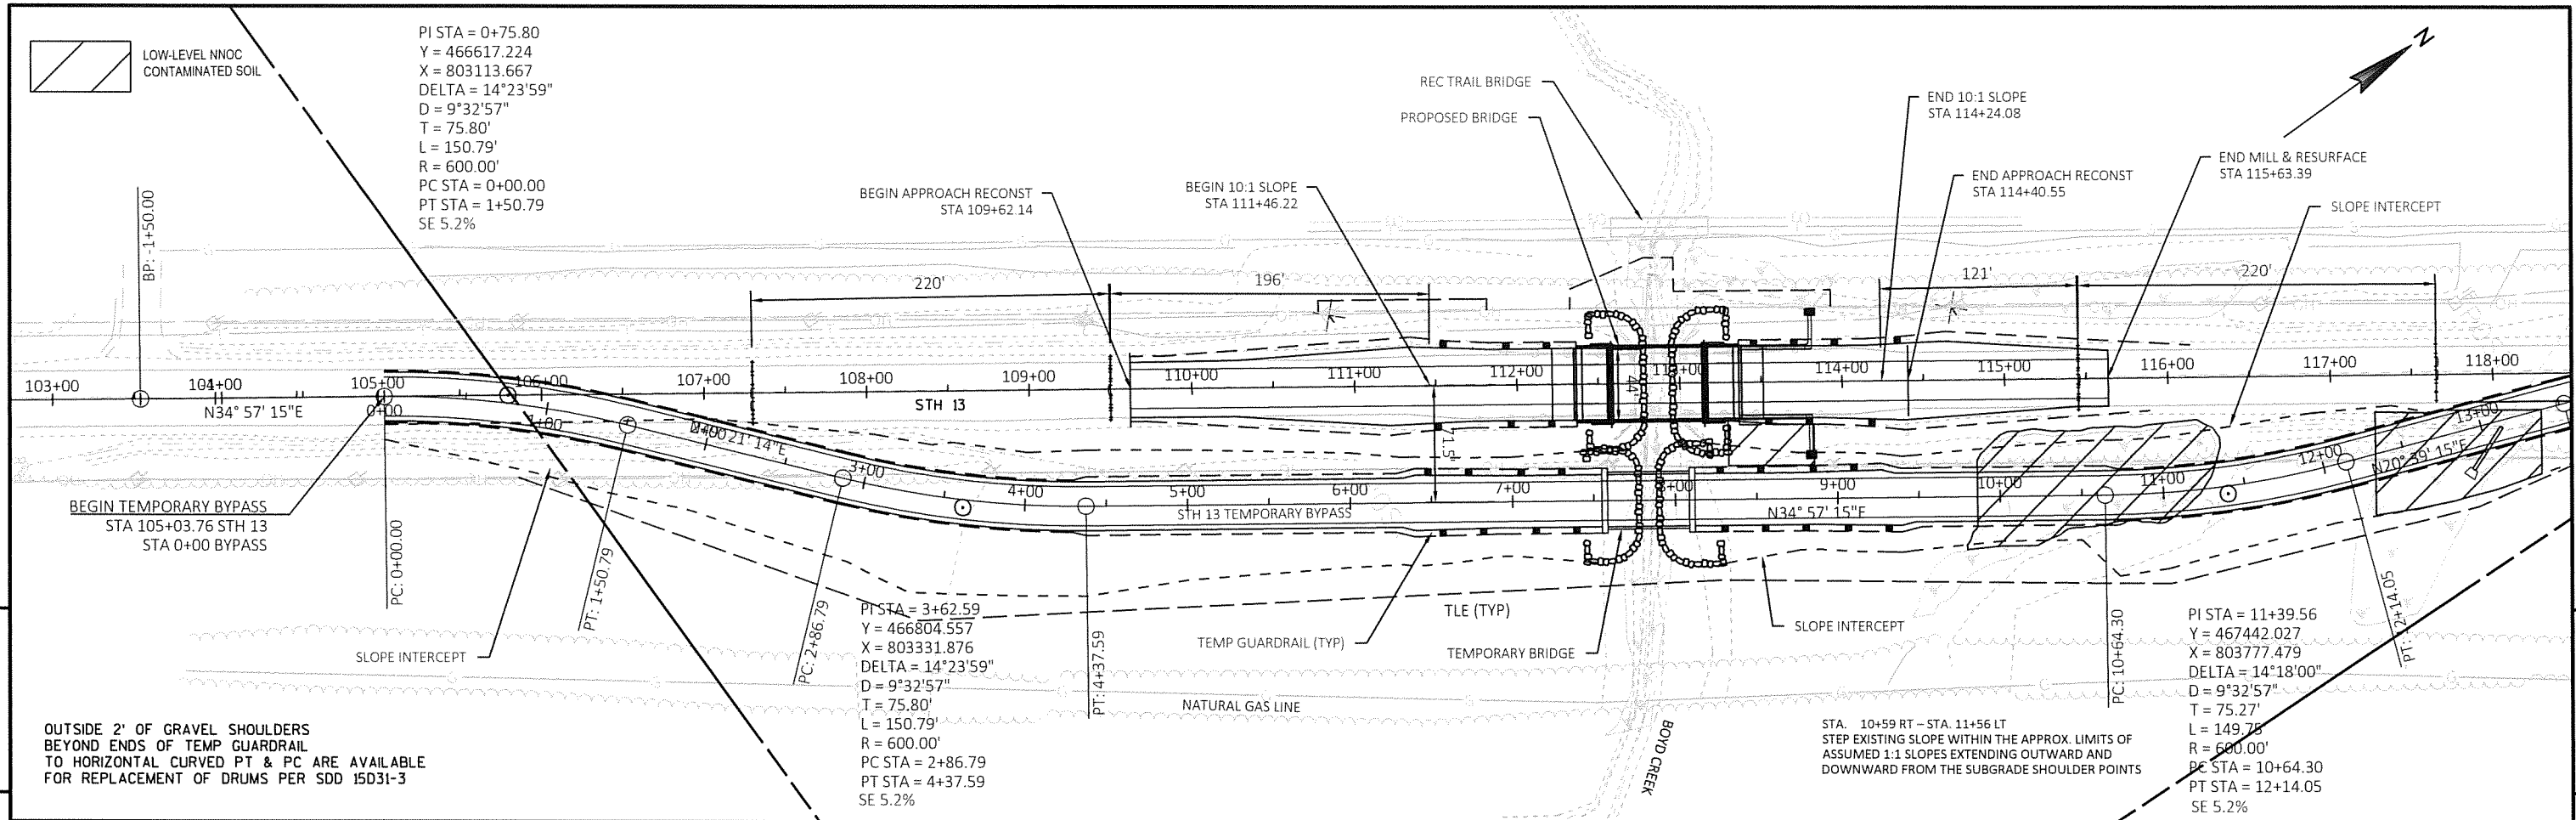 LOW-LEVEL NNOC
CONTAMINATED SOIL
PI STA = 0+75.80
Y = 466617.224
X = 803113.667
DELTA = 14°23'59"
D = 9°32'57"
T = 75.80'
L = 150.79'
R = 600.00'
PC STA = 0+00.00
PT STA = 1+50.79
SE 5.2%
N
REC TRAIL BRIDGE
PROPOSED BRIDGE
END 10:1 SLOPE
STA 114+24.08
END MILL & RESURFACE
STA 115+63.39
BEGIN APPROACH RECONST
STA 109+62.14
BEGIN 10:1 SLOPE
STA 111+46.22
END APPROACH RECONST
STA 114+40.55
SLOPE INTERCEPT
BP: -1+50.00
220'
196'
121'
220'
103+00
104+00
105+00
106+00
107+00
108+00
109+00
110+00
111+00
112+00
113+00
114+00
115+00
116+00
117+00
118+00
44'
71.5'
N34° 57' 15"E
STH 13
0+00
1+00
2+00
21' 14"E
3+00
4+00
5+00
6+00
7+00
8+00
9+00
10+00
11+00
12+00
13+00
STH 13 TEMPORARY BYPASS
N34° 57' 15"E
N20° 39' 15"E
BEGIN TEMPORARY BYPASS
STA 105+03.76 STH 13
STA 0+00 BYPASS
PC: 0+00.00
PT: 1+50.79
PC: 2+86.79
PT: 4+37.59
PC: 10+64.30
PT: 12+14.05
SLOPE INTERCEPT
PI STA = 3+62.59
Y = 466804.557
X = 803331.876
DELTA = 14°23'59"
D = 9°32'57"
T = 75.80'
L = 150.79'
R = 600.00'
PC STA = 2+86.79
PT STA = 4+37.59
SE 5.2%
TLE (TYP)
TEMP GUARDRAIL (TYP)
TEMPORARY BRIDGE
SLOPE INTERCEPT
NATURAL GAS LINE
BOYD CREEK
PI STA = 11+39.56
Y = 467442.027
X = 803777.479
DELTA = 14°18'00"
D = 9°32'57"
T = 75.27'
L = 149.75'
R = 600.00'
PC STA = 10+64.30
PT STA = 12+14.05
SE 5.2%
STA. 10+59 RT – STA. 11+56 LT
STEP EXISTING SLOPE WITHIN THE APPROX. LIMITS OF
ASSUMED 1:1 SLOPES EXTENDING OUTWARD AND
DOWNWARD FROM THE SUBGRADE SHOULDER POINTS
OUTSIDE 2' OF GRAVEL SHOULDERS
BEYOND ENDS OF TEMP GUARDRAIL
TO HORIZONTAL CURVED PT & PC ARE AVAILABLE
FOR REPLACEMENT OF DRUMS PER SDD 15D31-3